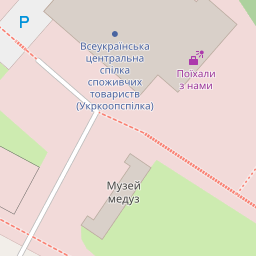 P
Всеукраїнська
центральна
спілка
споживчих
товариств
(Укркоопспілка)
Поїхали
з нами
Музей
медуз